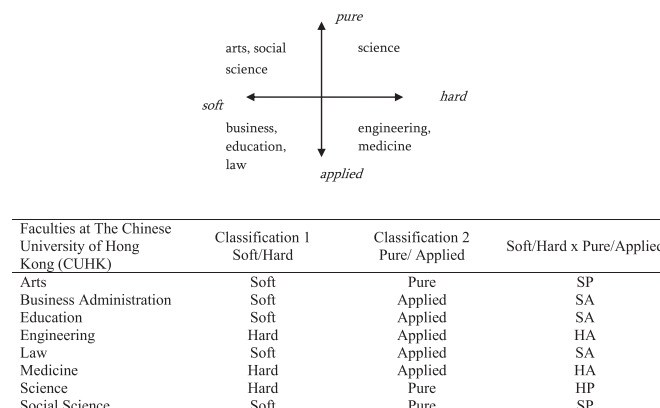 pure
arts, social science
science
soft
hard
business,
education,
law
engineering,
medicine
applied
Faculties at The Chinese
University of Hong
Kong (CUHK)
Classification 1
Soft/Hard
Classification 2
Pure/ Applied
Soft/Hard x Pure/Applied
Arts Soft Pure SP
Business Administration Soft Applied SA
Education Soft Applied SA
Engineering Hard Applied HA
Law Soft Applied SA
Medicine Hard Applied HA
Science Hard Pure HP
Social Science Soft Pure SP